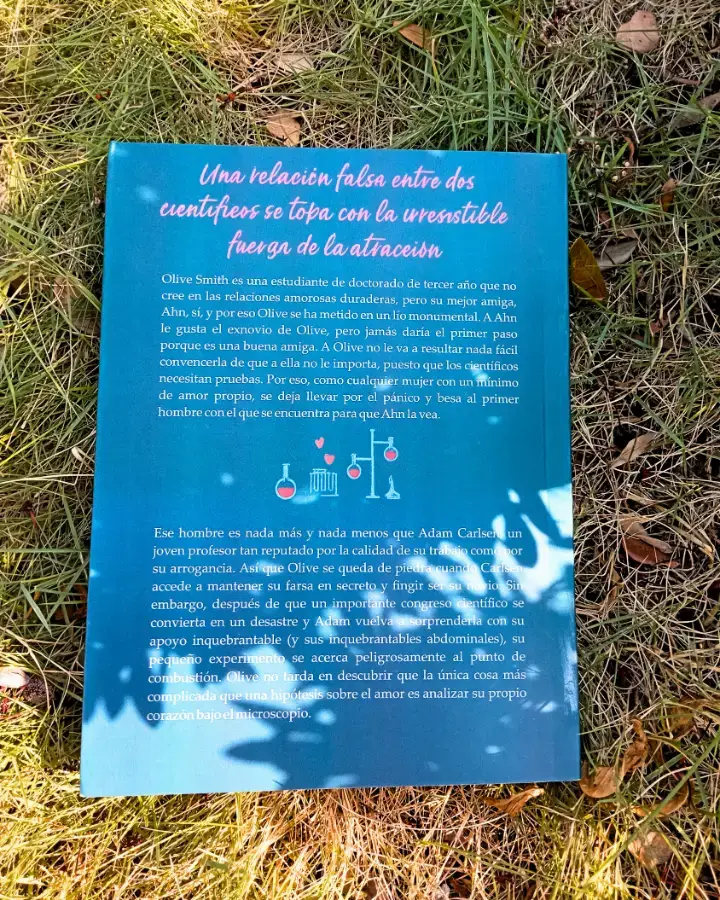 Una relación falsa entre dos
científicos se topa con la irresistible
fuerza de la atracción
Olive Smith es una estudiante de doctorado de tercer año que no
cree en las relaciones amorosas duraderas, pero su mejor amiga,
Ahn, sí, y por eso Olive se ha metido en un lío monumental. A Ahn
le gusta el exnovio de Olive, pero jamás daría el primer paso
porque es una buena amiga. A Olive no le va a resultar nada fácil
convencerla de que a ella no le importa, puesto que los científicos
necesitan pruebas. Por eso, como cualquier mujer con un mínimo
de amor propio, se deja llevar por el pánico y besa al primer
hombre con el que se encuentra para que Ahn la vea.
Ese hombre es nada más y nada menos que Adam Carlsen, un
joven profesor tan reputado por la calidad de su trabajo como por
su arrogancia. Así que Olive se queda de piedra cuando Carlsen
accede a mantener su farsa en secreto y fingir ser su novio. Sin
embargo, después de que un importante congreso científico se
convierta en un desastre y Adam vuelva a sorprenderla con su
apoyo inquebrantable (y sus inquebrantables abdominales), su
pequeño experimento se acerca peligrosamente al punto de
combustión. Olive no tarda en descubrir que la única cosa más
complicada que una hipótesis sobre el amor es analizar su propio
corazón bajo el microscopio.